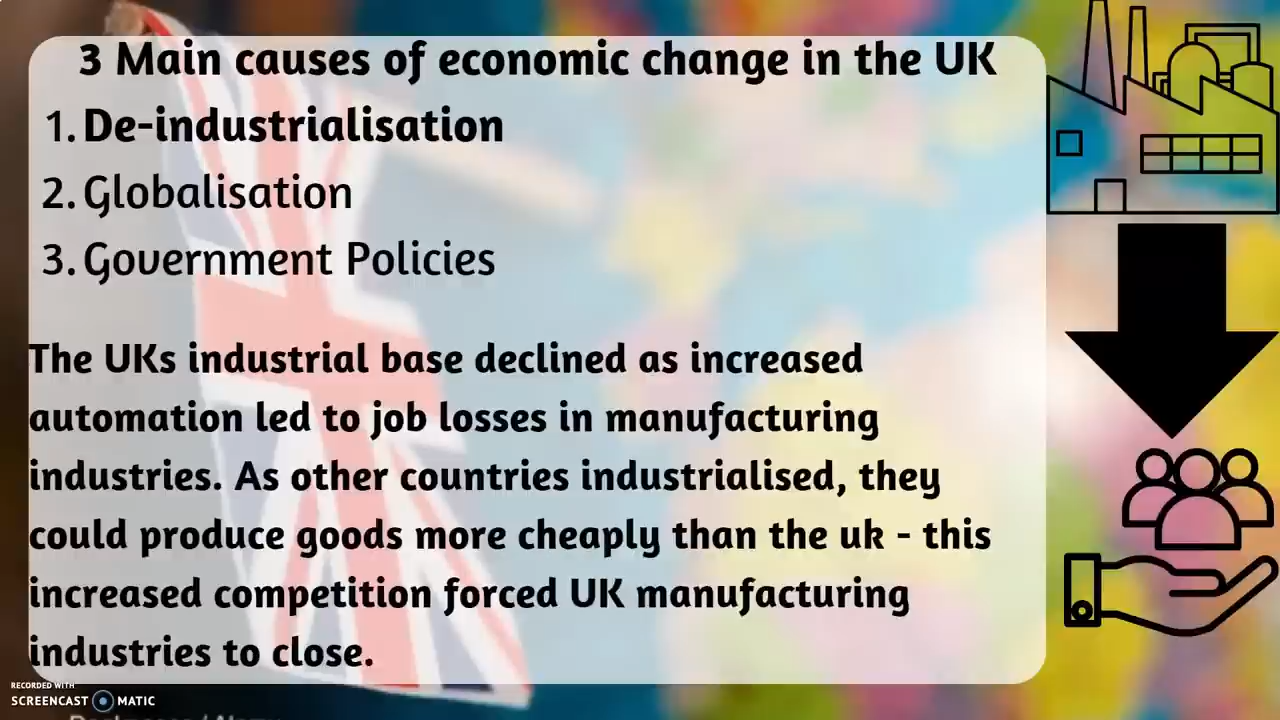 3 Main causes of economic change in the UK
1. De-industrialisation
2. Globalisation
3. Government Policies
The UKs industrial base declined as increased
automation led to job losses in manufacturing
industries. As other countries industrialised, they
could produce goods more cheaply than the uk - this
increased competition forced UK manufacturing
industries to close.
RECORDED WITH
SCREENCAST MATIC